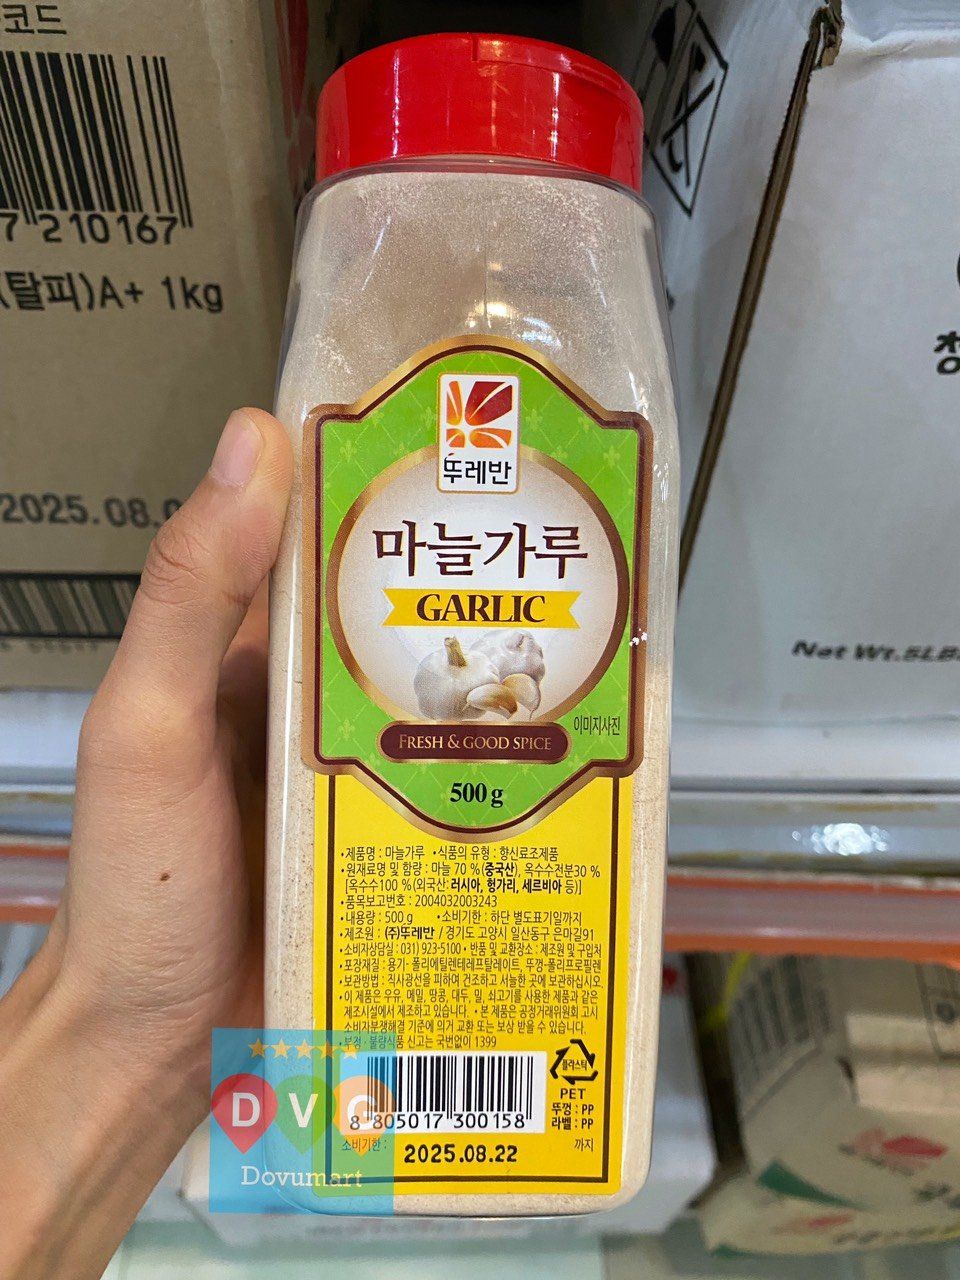 코드
7 210167
(탈피)A+ 1kg
2025.08.0
청
Net Wt.5LBS
뚜레반
마늘가루
GARLIC
이미지사진
FRESH & GOOD SPICE
500 g
•제품명 : 마늘가루 •식품의 유형 : 향신료조제품
•원재료명 및 함량 : 마늘 70 %(중국산), 옥수수전분30 %
[옥수수100 %(외국산: 러시아, 헝가리, 세르비아 등)]
•품목보고번호 : 2004032003243
•내용량 : 500 g •소비기한 : 하단 별도표기일까지
•제조원 : (주)뚜레반 / 경기도 고양시 일산동구 은마길91
•소비자상담실 : 031) 923-5100 • 반품 및 교환장소 : 제조원 및 구입처
•포장재질 : 용기- 폴리에틸렌테레프탈레이트, 뚜껑-폴리프로필렌
•보관방법 : 직사광선을 피하여 건조하고 서늘한 곳에 보관하십시오.
•이 제품은 우유, 메밀, 땅콩, 대두, 밀, 쇠고기를 사용한 제품과 같은
제조시설에서 제조하고 있습니다. • 본 제품은 공정거래위원회 고시
소비자분쟁해결 기준에 의거 교환 또는 보상 받을 수 있습니다.
•부정 · 불량식품 신고는 국번없이 1399
플라스틱
PET
뚜껑 : PP
라벨 : PP
8 805017 300158
소비기한 : 2025.08.22 까지
DVG
Dovumart